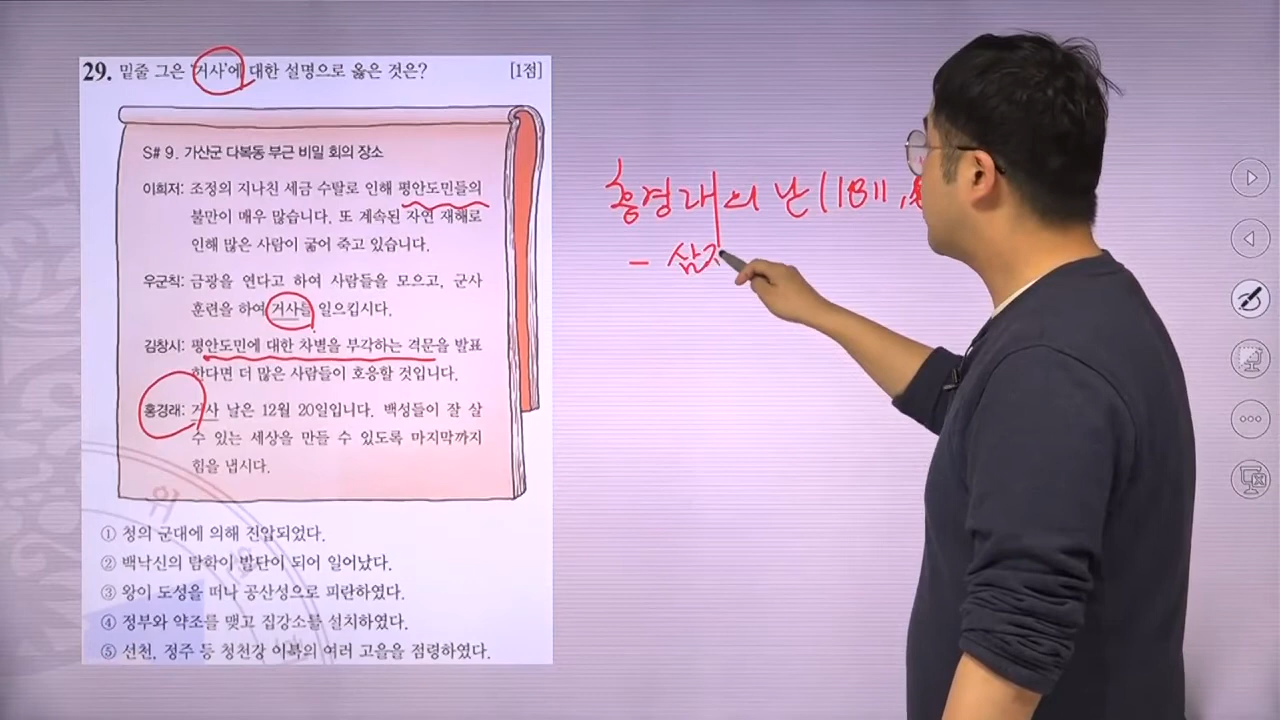 29. 밑줄 그은 '거사'에 대한 설명으로 옳은 것은? [1점]
S# 9. 가산군 다복동 부근 비밀 회의 장소
이희저: 조정의 지나친 세금 수탈로 인해 평안도민들의
불만이 매우 많습니다. 또 계속된 자연 재해로
인해 많은 사람이 굶어 죽고 있습니다.
우군칙: 금광을 연다고 하여 사람들을 모으고, 군사
훈련을 하여 거사를 일으킵시다.
김창시: 평안도민에 대한 차별을 부각하는 격문을 발표
한다면 더 많은 사람들이 호응할 것입니다.
홍경래: 거사 날은 12월 20일입니다. 백성들이 잘 살
수 있는 세상을 만들 수 있도록 마지막까지
힘을 냅시다.
① 청의 군대에 의해 진압되었다.
② 백낙신의 탐학이 발단이 되어 일어났다.
③ 왕이 도성을 떠나 공산성으로 피란하였다.
④ 정부와 약조를 맺고 집강소를 설치하였다.
⑤ 선천, 정주 등 청천강 이북의 여러 고을을 점령하였다.
홍경래의 난 (1811,
- 삼